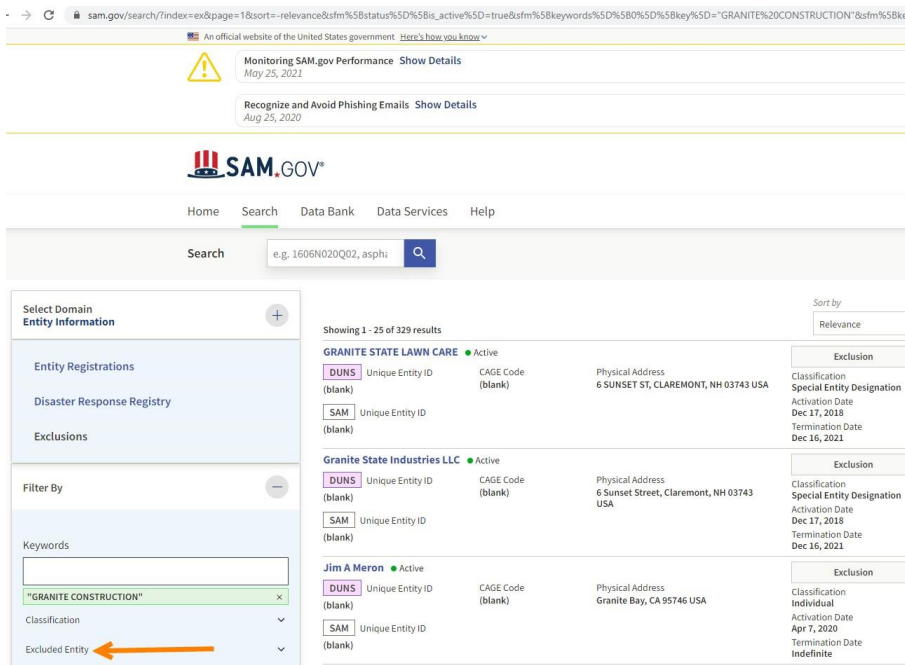 sam.gov/search/?index=ex&page=1&sort=-relevance&sfm%5Bstatus%5D%5Bis_active%5D=true&sfm%5Bkeywords%5D%5B0%5D%5Bkey%5D="GRANITE%20CONSTRUCTION"&sfm%5Bke
An official website of the United States government Here's how you know
Monitoring SAM.gov Performance Show Details
May 25, 2021
Recognize and Avoid Phishing Emails Show Details
Aug 25, 2020
SAM.GOV®
Home Search Data Bank Data Services Help
Search e.g. 1606N020Q02, aspha
Select Domain
Entity Information
Entity Registrations
Disaster Response Registry
Exclusions
Filter By
Keywords
"GRANITE CONSTRUCTION" ×
Classification
Excluded Entity
Sort by
Relevance
Showing 1 - 25 of 329 results
GRANITE STATE LAWN CARE Active
DUNS Unique Entity ID
(blank)
SAM Unique Entity ID
(blank)
CAGE Code
(blank)
Physical Address
6 SUNSET ST, CLAREMONT, NH 03743 USA
Exclusion
Classification
Special Entity Designation
Activation Date
Dec 17, 2018
Termination Date
Dec 16, 2021
Granite State Industries LLC Active
DUNS Unique Entity ID
(blank)
SAM Unique Entity ID
(blank)
CAGE Code
(blank)
Physical Address
6 Sunset Street, Claremont, NH 03743
USA
Exclusion
Classification
Special Entity Designation
Activation Date
Dec 17, 2018
Termination Date
Dec 16, 2021
Jim A Meron Active
DUNS Unique Entity ID
(blank)
SAM Unique Entity ID
(blank)
CAGE Code
(blank)
Physical Address
Granite Bay, CA 95746 USA
Exclusion
Classification
Individual
Activation Date
Apr 7, 2020
Termination Date
Indefinite